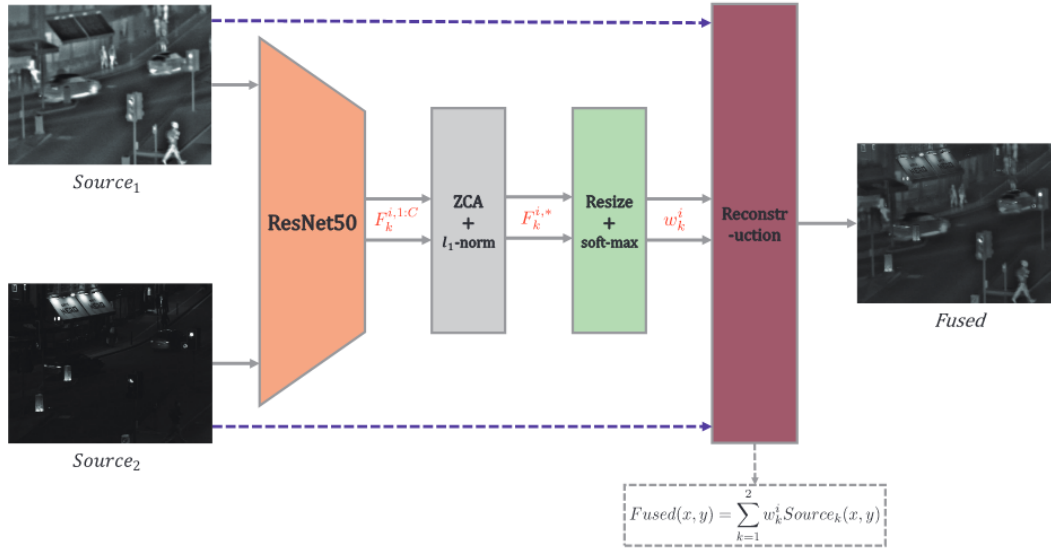 Source₁
ResNet50
F_k^{i,1:C}
ZCA
+
l₁-norm
F_k^{i,*}
Resize
+
soft-max
w_k^i
Reconstr
-uction
Fused
Source₂
Fused(x, y) = \sum_{k=1}^{2} w_k^i Source_k(x, y)